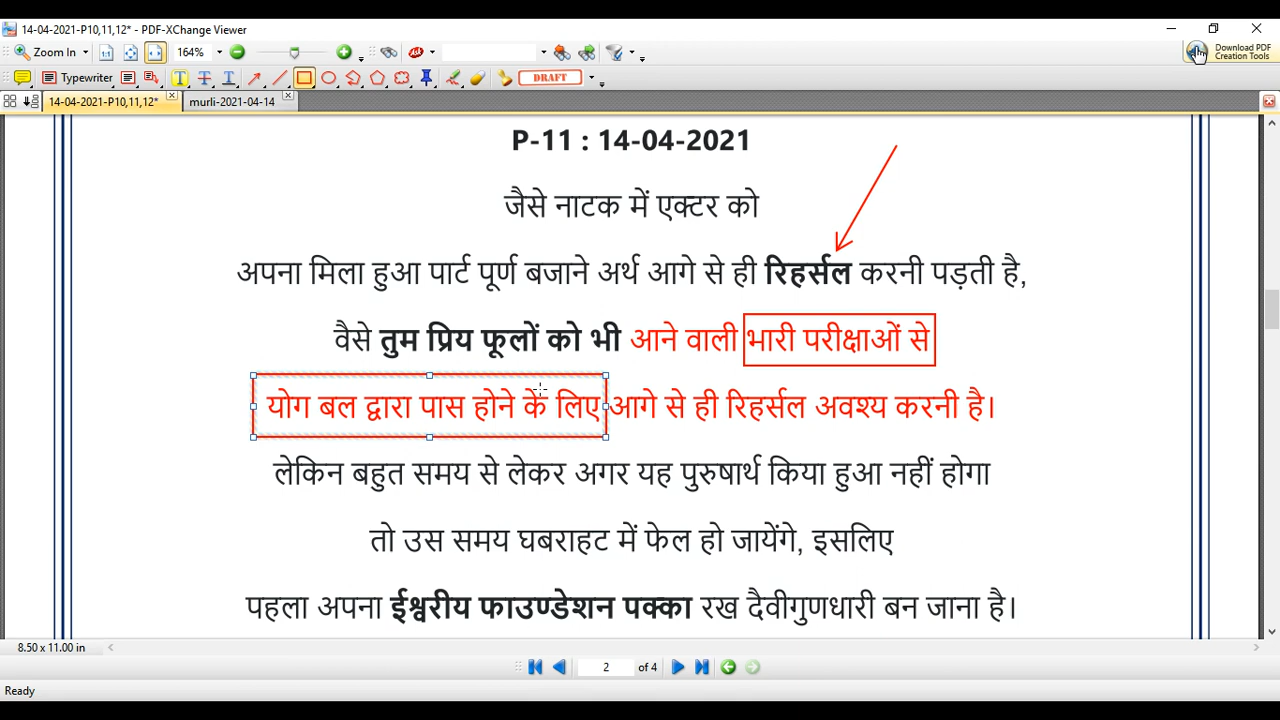 14-04-2021-P10,11,12* - PDF-XChange Viewer
Zoom In 164% Download PDF Creation Tools
Typewriter DRAFT
14-04-2021-P10,11,12* murli-2021-04-14
P-11 : 14-04-2021
जैसे नाटक में एक्टर को
अपना मिला हुआ पार्ट पूर्ण बजाने अर्थ आगे से ही रिहर्सल करनी पड़ती है,
वैसे तुम प्रिय फूलों को भी आने वाली भारी परीक्षाओं से
योग बल द्वारा पास होने के लिए आगे से ही रिहर्सल अवश्य करनी है।
लेकिन बहुत समय से लेकर अगर यह पुरुषार्थ किया हुआ नहीं होगा
तो उस समय घबराहट में फेल हो जायेंगे, इसलिए
पहला अपना ईश्वरीय फाउण्डेशन पक्का रख दैवीगुणधारी बन जाना है।
8.50 x 11.00 in
2 of 4
Ready